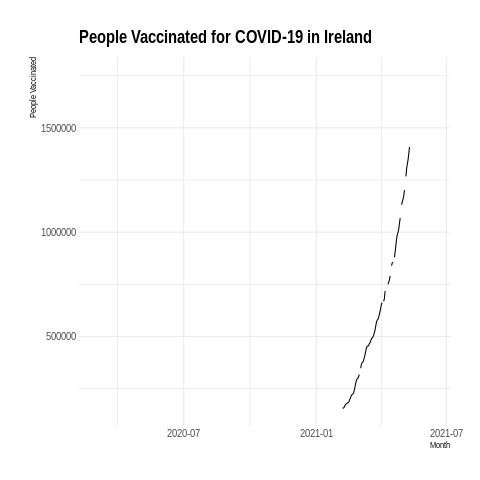 People Vaccinated for COVID-19 in Ireland
People Vaccinated
1500000
1000000
500000
2020-07
2021-01
2021-07
Month